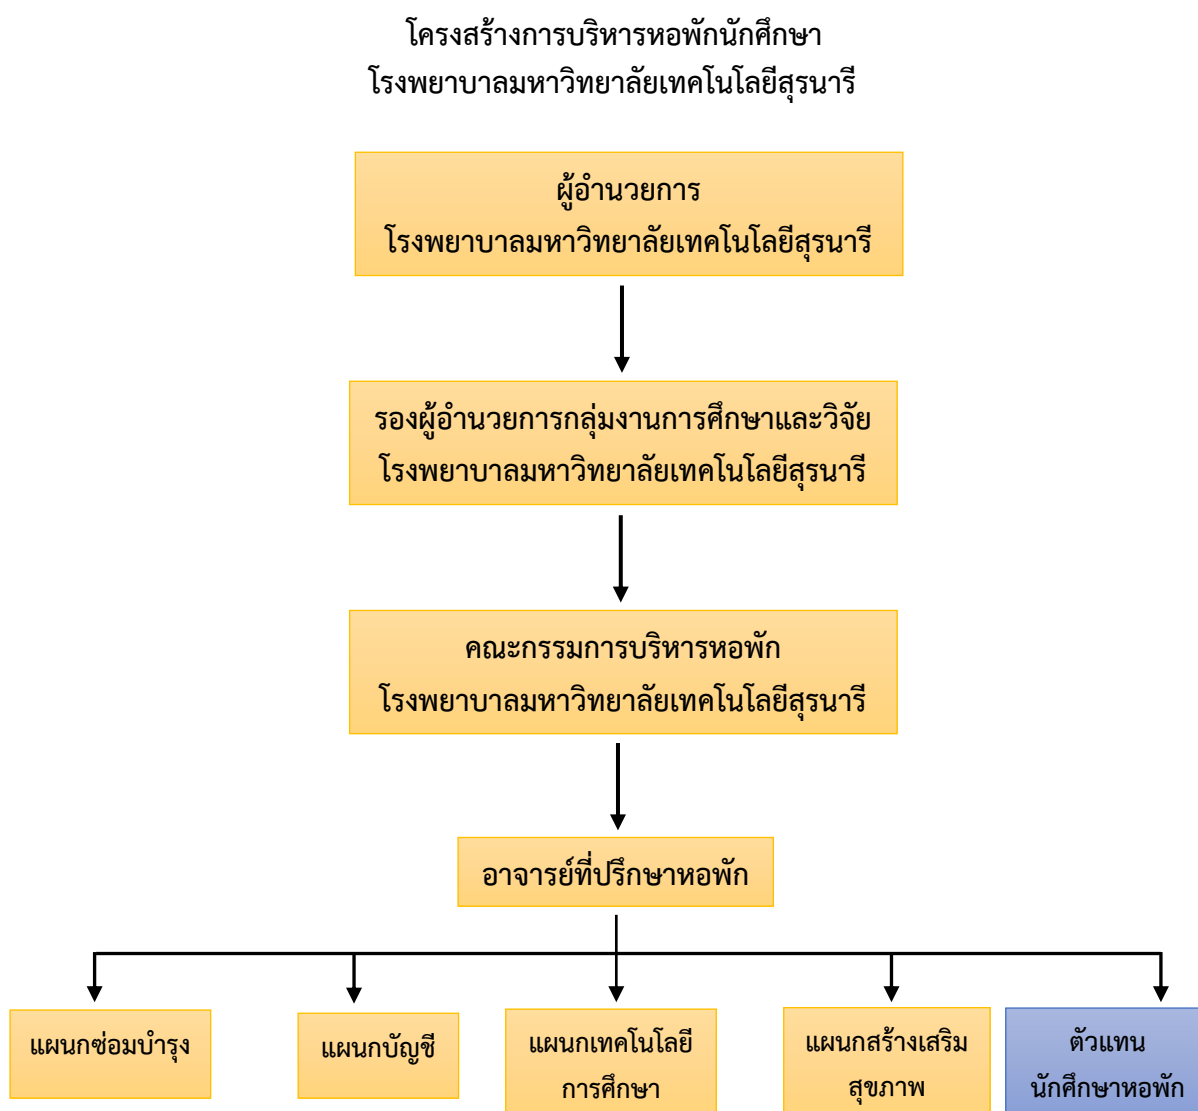 โครงสร้างการบริหารหอพักนักศึกษา
โรงพยาบาลมหาวิทยาลัยเทคโนโลยีสุรนารี
ผู้อำนวยการ
โรงพยาบาลมหาวิทยาลัยเทคโนโลยีสุรนารี
รองผู้อำนวยการกลุ่มงานการศึกษาและวิจัย
โรงพยาบาลมหาวิทยาลัยเทคโนโลยีสุรนารี
คณะกรรมการบริหารหอพัก
โรงพยาบาลมหาวิทยาลัยเทคโนโลยีสุรนารี
อาจารย์ที่ปรึกษาหอพัก
แผนกซ่อมบำรุง
แผนกบัญชี
แผนกเทคโนโลยี
การศึกษา
แผนกสร้างเสริม
สุขภาพ
ตัวแทน
นักศึกษาหอพัก